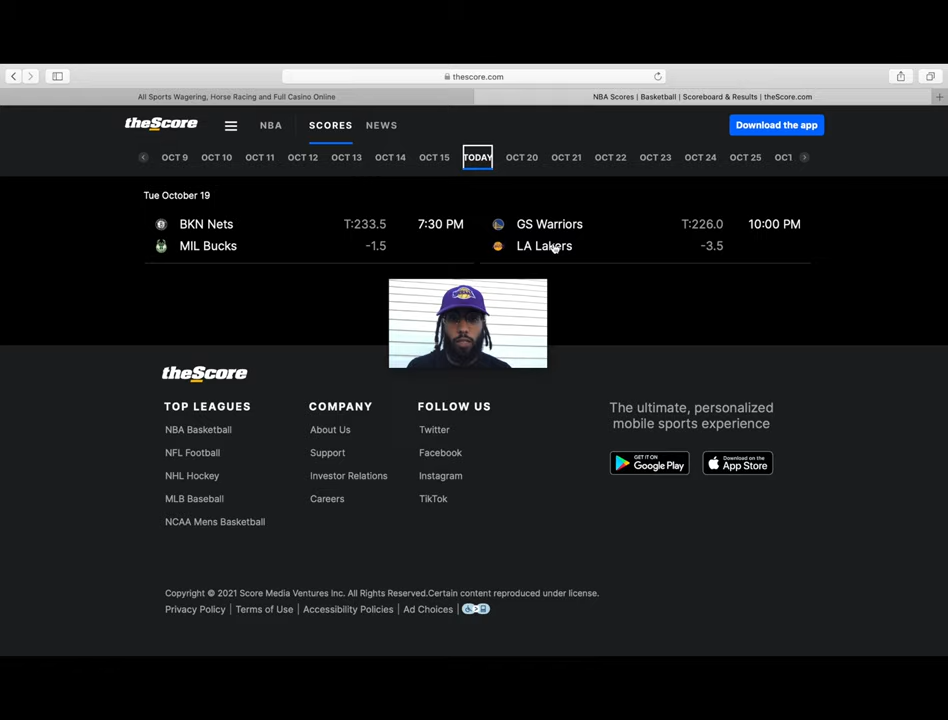 thescore.com
All Sports Wagering, Horse Racing and Full Casino Online
NBA Scores | Basketball | Scoreboard & Results | theScore.com
theScore NBA SCORES NEWS Download the app
OCT 9 OCT 10 OCT 11 OCT 12 OCT 13 OCT 14 OCT 15 TODAY OCT 20 OCT 21 OCT 22 OCT 23 OCT 24 OCT 25 OCT
Tue October 19
BKN Nets T:233.5 7:30 PM
MIL Bucks -1.5
GS Warriors T:226.0 10:00 PM
LA Lakers -3.5
theScore
TOP LEAGUES
NBA Basketball
NFL Football
NHL Hockey
MLB Baseball
NCAA Mens Basketball
COMPANY
About Us
Support
Investor Relations
Careers
FOLLOW US
Twitter
Facebook
Instagram
TikTok
The ultimate, personalized
mobile sports experience
GET IT ON
Google Play
Download on the
App Store
Copyright © 2021 Score Media Ventures Inc. All Rights Reserved.Certain content reproduced under license.
Privacy Policy | Terms of Use | Accessibility Policies | Ad Choices |